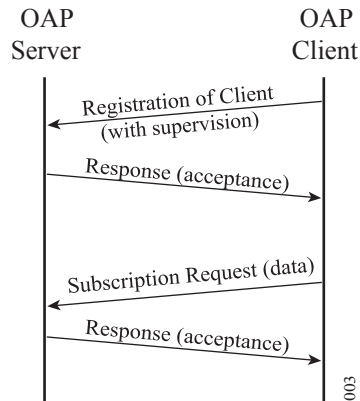 OAP Server
OAP Client
Registration of Client
(with supervision)
Response (acceptance)
Subscription Request (data)
Response (acceptance)
003